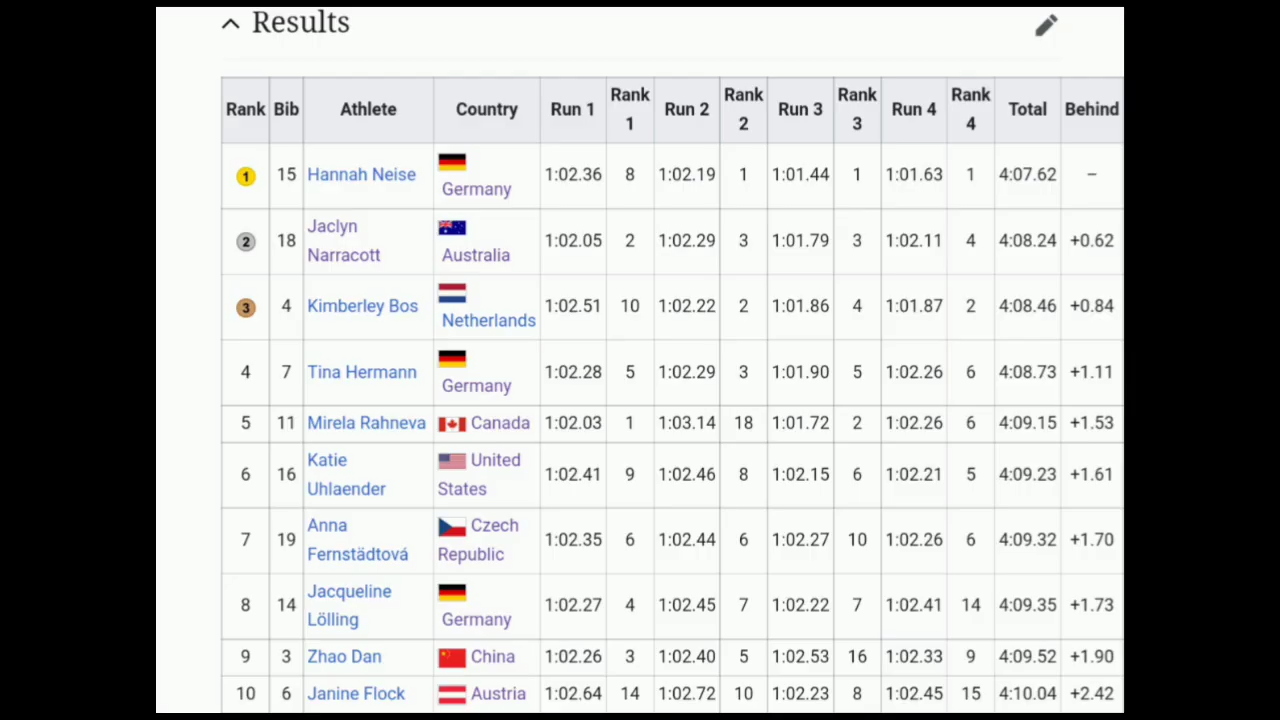 Results
Rank Bib Athlete Country Run 1 Rank 1 Run 2 Rank 2 Run 3 Rank 3 Run 4 Rank 4 Total Behind
1 15 Hannah Neise Germany 1:02.36 8 1:02.19 1 1:01.44 1 1:01.63 1 4:07.62 –
2 18 Jaclyn Narracott Australia 1:02.05 2 1:02.29 3 1:01.79 3 1:02.11 4 4:08.24 +0.62
3 4 Kimberley Bos Netherlands 1:02.51 10 1:02.22 2 1:01.86 4 1:01.87 2 4:08.46 +0.84
4 7 Tina Hermann Germany 1:02.28 5 1:02.29 3 1:01.90 5 1:02.26 6 4:08.73 +1.11
5 11 Mirela Rahneva Canada 1:02.03 1 1:03.14 18 1:01.72 2 1:02.26 6 4:09.15 +1.53
6 16 Katie Uhlaender United States 1:02.41 9 1:02.46 8 1:02.15 6 1:02.21 5 4:09.23 +1.61
7 19 Anna Fernstädtová Czech Republic 1:02.35 6 1:02.44 6 1:02.27 10 1:02.26 6 4:09.32 +1.70
8 14 Jacqueline Lölling Germany 1:02.27 4 1:02.45 7 1:02.22 7 1:02.41 14 4:09.35 +1.73
9 3 Zhao Dan China 1:02.26 3 1:02.40 5 1:02.53 16 1:02.33 9 4:09.52 +1.90
10 6 Janine Flock Austria 1:02.64 14 1:02.72 10 1:02.23 8 1:02.45 15 4:10.04 +2.42